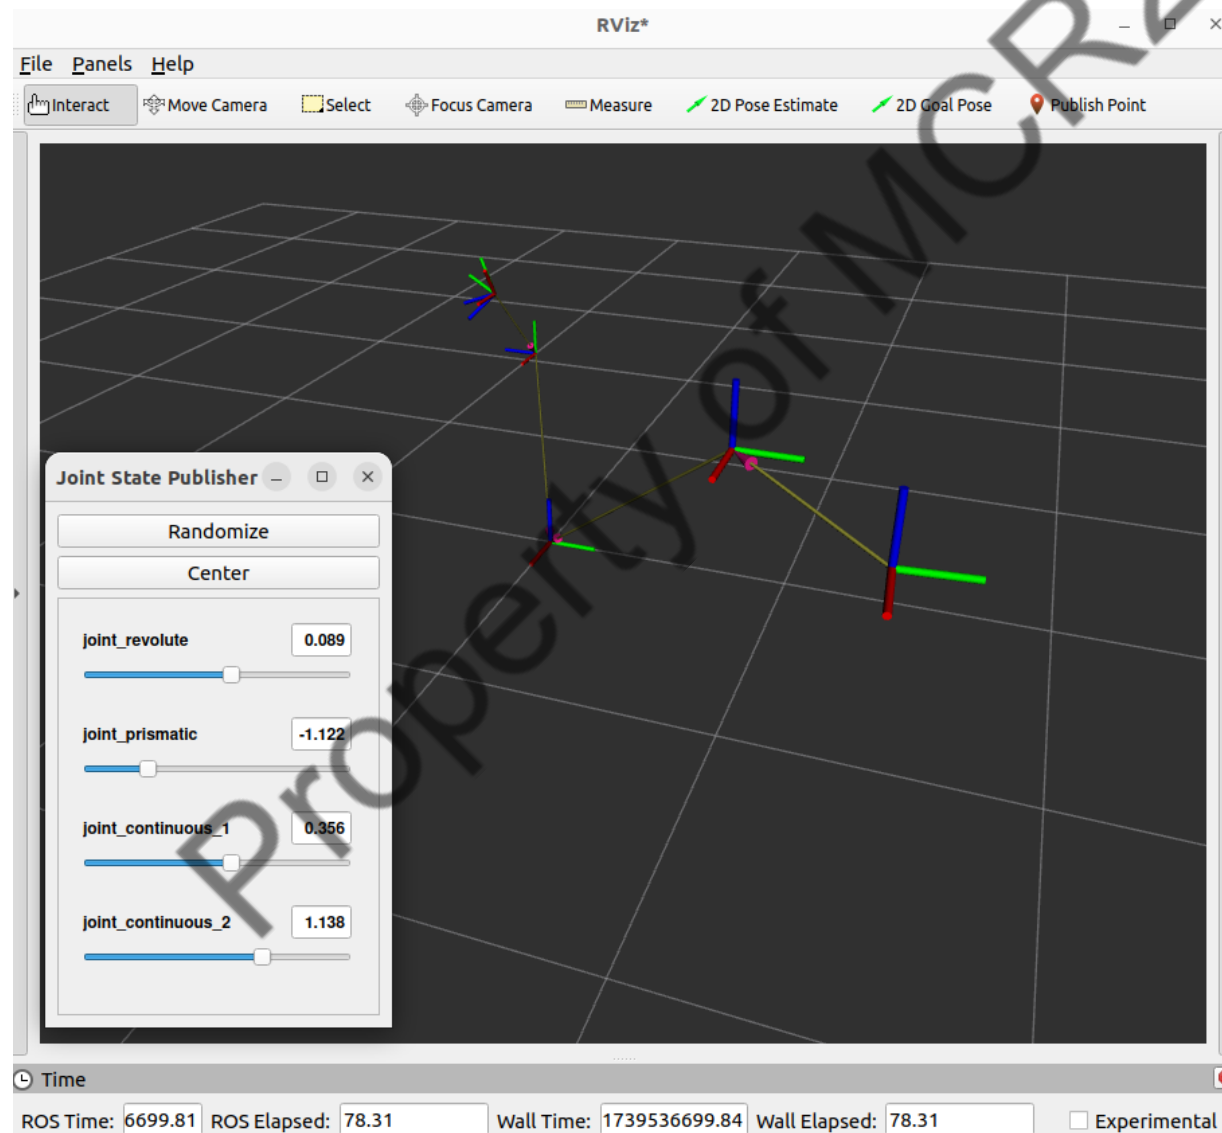 RViz*
File Panels Help
Interact Move Camera Select Focus Camera Measure 2D Pose Estimate 2D Goal Pose Publish Point
Property of MCR2
Joint State Publisher
Randomize
Center
joint_revolute 0.089
joint_prismatic -1.122
joint_continuous_1 0.356
joint_continuous_2 1.138
Time
ROS Time: 6699.81 ROS Elapsed: 78.31 Wall Time: 1739536699.84 Wall Elapsed: 78.31 Experimental